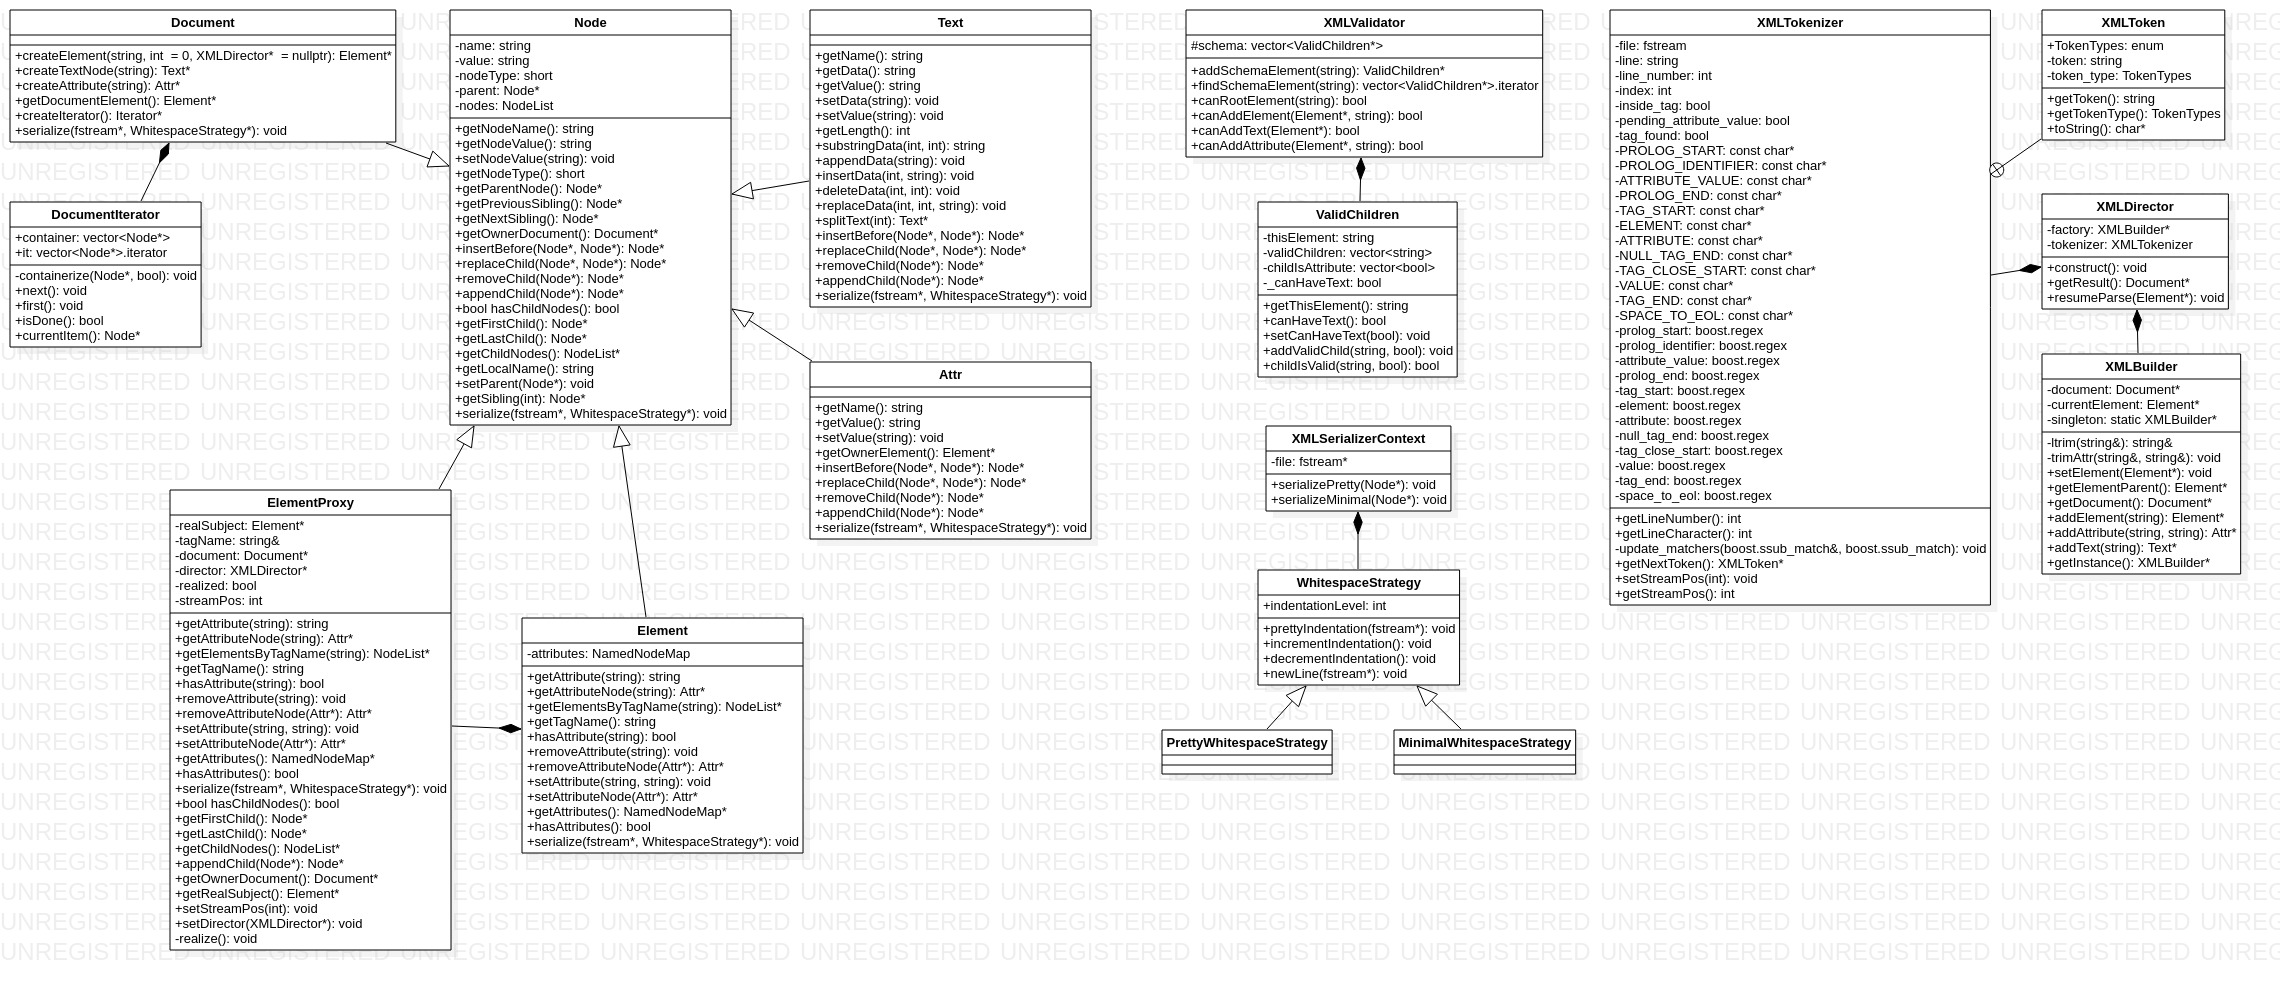 Document
+createElement(string, int = 0, XMLDirector* = nullptr): Element*
+createTextNode(string): Text*
+createAttribute(string): Attr*
+getDocumentElement(): Element*
+createIterator(): Iterator*
+serialize(fstream*, WhitespaceStrategy*): void
DocumentIterator
+container: vector<Node*>
+it: vector<Node*>.iterator
-containerize(Node*, bool): void
+next(): void
+first(): void
+isDone(): bool
+currentItem(): Node*
Node
-name: string
-value: string
-nodeType: short
-parent: Node*
-nodes: NodeList
+getNodeName(): string
+getNodeValue(): string
+setNodeValue(string): void
+getNodeType(): short
+getParentNode(): Node*
+getPreviousSibling(): Node*
+getNextSibling(): Node*
+getOwnerDocument(): Document*
+insertBefore(Node*, Node*): Node*
+replaceChild(Node*, Node*): Node*
+removeChild(Node*): Node*
+appendChild(Node*): Node*
+bool hasChildNodes(): bool
+getFirstChild(): Node*
+getLastChild(): Node*
+getChildNodes(): NodeList*
+getLocalName(): string
+setParent(Node*): void
+getSibling(int): Node*
+serialize(fstream*, WhitespaceStrategy*): void
ElementProxy
-realSubject: Element*
-tagName: string&
-document: Document*
-director: XMLDirector*
-realized: bool
-streamPos: int
+getAttribute(string): string
+getAttributeNode(string): Attr*
+getElementsByTagName(string): NodeList*
+getTagName(): string
+hasAttribute(string): bool
+removeAttribute(string): void
+removeAttributeNode(Attr*): Attr*
+setAttribute(string, string): void
+setAttributeNode(Attr*): Attr*
+getAttributes(): NamedNodeMap*
+hasAttributes(): bool
+serialize(fstream*, WhitespaceStrategy*): void
+bool hasChildNodes(): bool
+getFirstChild(): Node*
+getLastChild(): Node*
+getChildNodes(): NodeList*
+appendChild(Node*): Node*
+getOwnerDocument(): Document*
+getRealSubject(): Element*
+setStreamPos(int): void
+setDirector(XMLDirector*): void
-realize(): void
Element
-attributes: NamedNodeMap
+getAttribute(string): string
+getAttributeNode(string): Attr*
+getElementsByTagName(string): NodeList*
+getTagName(): string
+hasAttribute(string): bool
+removeAttribute(string): void
+removeAttributeNode(Attr*): Attr*
+setAttribute(string, string): void
+setAttributeNode(Attr*): Attr*
+getAttributes(): NamedNodeMap*
+hasAttributes(): bool
+serialize(fstream*, WhitespaceStrategy*): void
Text
+getName(): string
+getData(): string
+getValue(): string
+setData(string): void
+setValue(string): void
+getLength(): int
+substringData(int, int): string
+appendData(string): void
+insertData(int, string): void
+deleteData(int, int): void
+replaceData(int, int, string): void
+splitText(int): Text*
+insertBefore(Node*, Node*): Node*
+replaceChild(Node*, Node*): Node*
+removeChild(Node*): Node*
+appendChild(Node*): Node*
+serialize(fstream*, WhitespaceStrategy*): void
Attr
+getName(): string
+getValue(): string
+setValue(string): void
+getOwnerElement(): Element*
+insertBefore(Node*, Node*): Node*
+replaceChild(Node*, Node*): Node*
+removeChild(Node*): Node*
+appendChild(Node*): Node*
+serialize(fstream*, WhitespaceStrategy*): void
XMLValidator
#schema: vector<ValidChildren*>
+addSchemaElement(string): ValidChildren*
+findSchemaElement(string): vector<ValidChildren*>.iterator
+canRootElement(string): bool
+canAddElement(Element*, string): bool
+canAddText(Element*): bool
+canAddAttribute(Element*, string): bool
ValidChildren
-thisElement: string
-validChildren: vector<string>
-childIsAttribute: vector<bool>
-_canHaveText: bool
+getThisElement(): string
+canHaveText(): bool
+setCanHaveText(bool): void
+addValidChild(string, bool): void
+childIsValid(string, bool): bool
XMLSerializerContext
-file: fstream*
+serializePretty(Node*): void
+serializeMinimal(Node*): void
WhitespaceStrategy
+indentationLevel: int
+prettyIndentation(fstream*): void
+incrementIndentation(): void
+decrementIndentation(): void
+newLine(fstream*): void
PrettyWhitespaceStrategy
MinimalWhitespaceStrategy
XMLTokenizer
-file: fstream
-line: string
-line_number: int
-index: int
-inside_tag: bool
-pending_attribute_value: bool
-tag_found: bool
-PROLOG_START: const char*
-PROLOG_IDENTIFIER: const char*
-ATTRIBUTE_VALUE: const char*
-PROLOG_END: const char*
-TAG_START: const char*
-ELEMENT: const char*
-ATTRIBUTE: const char*
-NULL_TAG_END: const char*
-TAG_CLOSE_START: const char*
-VALUE: const char*
-TAG_END: const char*
-SPACE_TO_EOL: const char*
-prolog_start: boost.regex
-prolog_identifier: boost.regex
-attribute_value: boost.regex
-prolog_end: boost.regex
-tag_start: boost.regex
-element: boost.regex
-attribute: boost.regex
-null_tag_end: boost.regex
-tag_close_start: boost.regex
-value: boost.regex
-tag_end: boost.regex
-space_to_eol: boost.regex
+getLineNumber(): int
+getLineCharacter(): int
-update_matchers(boost.ssub_match&, boost.ssub_match): void
+getNextToken(): XMLToken*
+setStreamPos(int): void
+getStreamPos(): int
XMLToken
+TokenTypes: enum
-token: string
-token_type: TokenTypes
+getToken(): string
+getTokenType(): TokenTypes
+toString(): char*
XMLDirector
-factory: XMLBuilder*
-tokenizer: XMLTokenizer
+construct(): void
+getResult(): Document*
+resumeParse(Element*): void
XMLBuilder
-document: Document*
-currentElement: Element*
-singleton: static XMLBuilder*
-ltrim(string&): string&
-trimAttr(string&, string&): void
+setElement(Element*): void
+getElementParent(): Element*
+getDocument(): Document*
+addElement(string): Element*
+addAttribute(string, string): Attr*
+addText(string): Text*
+getInstance(): XMLBuilder*